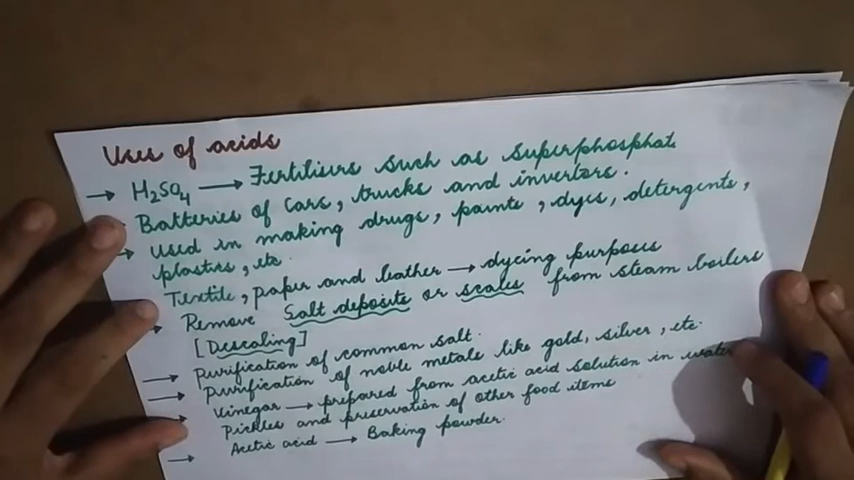 Uses of acids
→ H₂SO₄ → Fertilisers such as superphosphat
Batteries of Cars, trucks and invertors.
→ Used in making drugs, paints, dyes, detergents,
plastics, etc.
Textile, paper and leather → dyeing purposes
Remove Salt deposits or scales from steam boilers
[Descaling]
→ Purification of common salt.
→ Purification of noble metals like gold, silver, etc.
→ Vinegar → prepared from acetic acid solution in water
Pickles and preservation of other food items
→ Acetic acid → Baking powder.